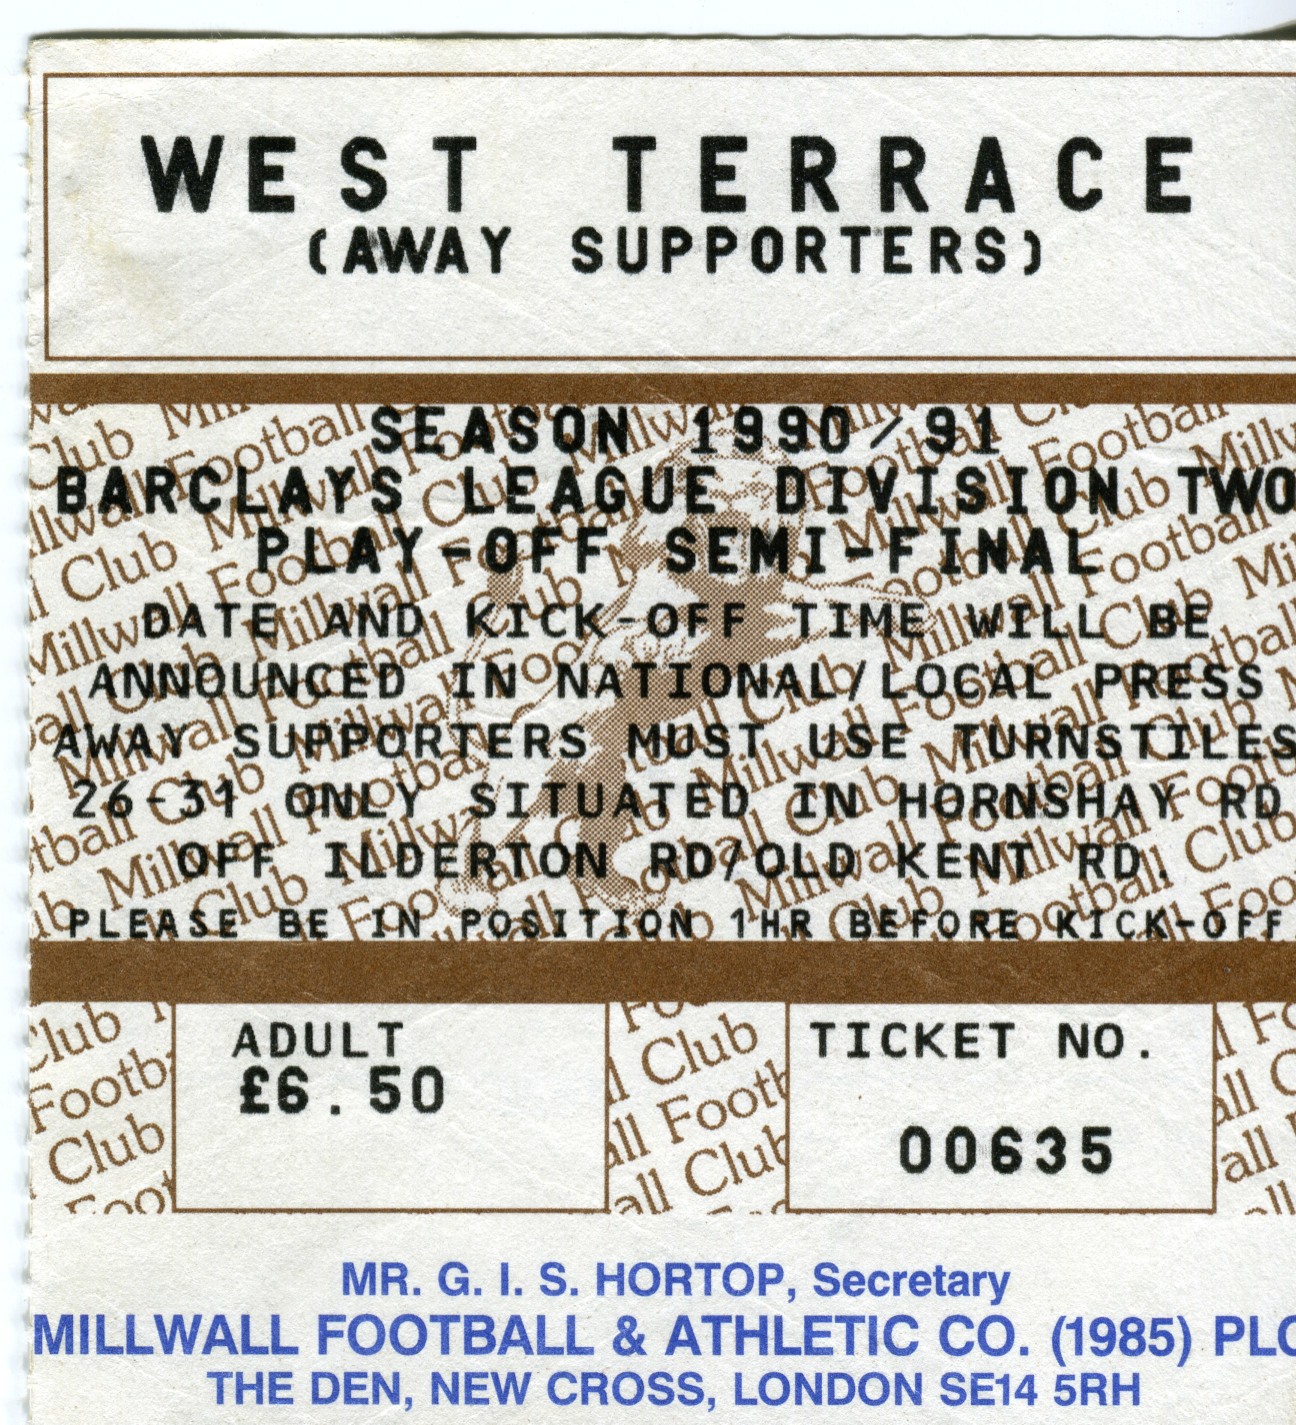 WEST TERRACE
(AWAY SUPPORTERS)
SEASON 1990/91
BARCLAYS LEAGUE DIVISION TWO
PLAY-OFF SEMI-FINAL
DATE AND KICK-OFF TIME WILL BE
ANNOUNCED IN NATIONAL/LOCAL PRESS
AWAY SUPPORTERS MUST USE TURNSTILES
26-31 ONLY SITUATED IN HORNSHAY RD
OFF ILDERTON RD/OLD KENT RD.
PLEASE BE IN POSITION 1HR BEFORE KICK-OFF
ADULT
£6.50
TICKET NO.
00635
MR. G. I. S. HORTOP, Secretary
MILLWALL FOOTBALL & ATHLETIC CO. (1985) PLC
THE DEN, NEW CROSS, LONDON SE14 5RH